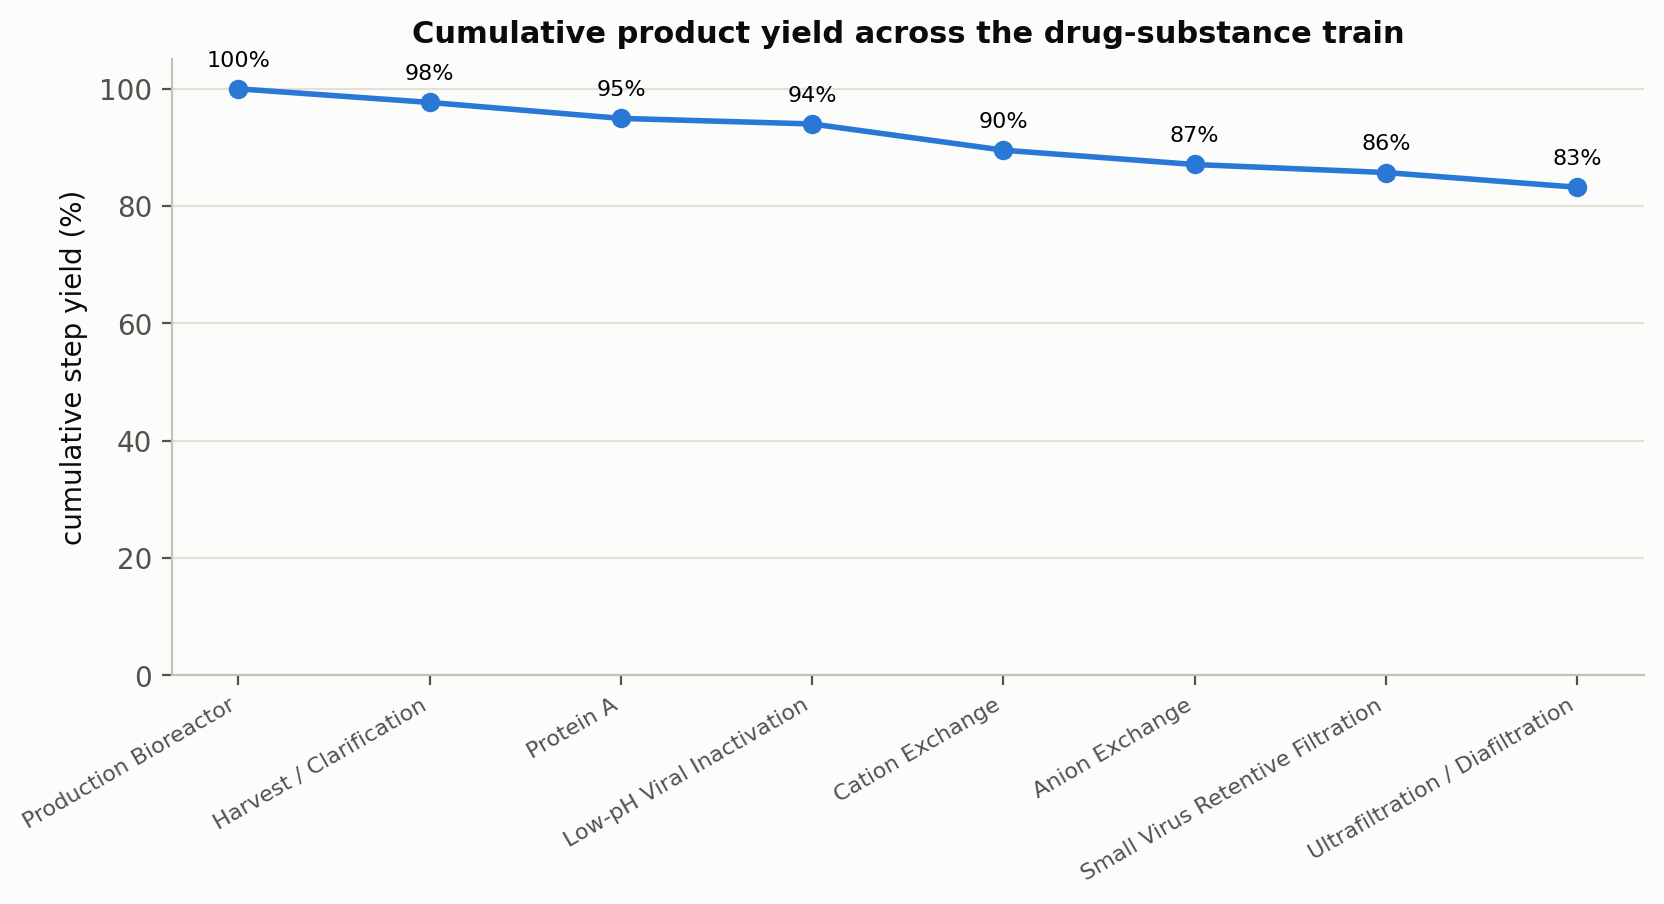 Cumulative product yield across the drug-substance train
100%
98%
95%
94%
90%
87%
86%
83%
cumulative step yield (%)
100
80
60
40
20
0
Production Bioreactor
Harvest / Clarification
Protein A
Low-pH Viral Inactivation
Cation Exchange
Anion Exchange
Small Virus Retentive Filtration
Ultrafiltration / Diafiltration